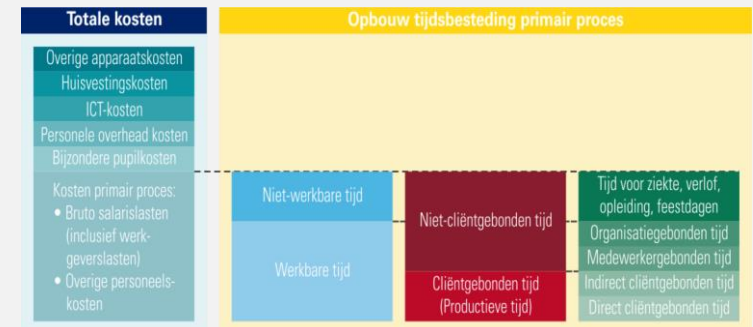 Totale kosten
Overige apparaatskosten
Huisvestingskosten
ICT-kosten
Personele overhead kosten
Bijzondere pupilkosten
Kosten primair proces:
• Bruto salarislasten
(inclusief werk-
geverslasten)
• Overige personeels-
kosten
Opbouw tijdsbesteding primair proces
Niet-werkbare tijd
Werkbare tijd
Niet-cliëntgebonden tijd
Cliëntgebonden tijd
(Productieve tijd)
Tijd voor ziekte, verlof,
opleiding, feestdagen
Organisatiegebonden tijd
Medewerkergebonden tijd
Indirect cliëntgebonden tijd
Direct cliëntgebonden tijd